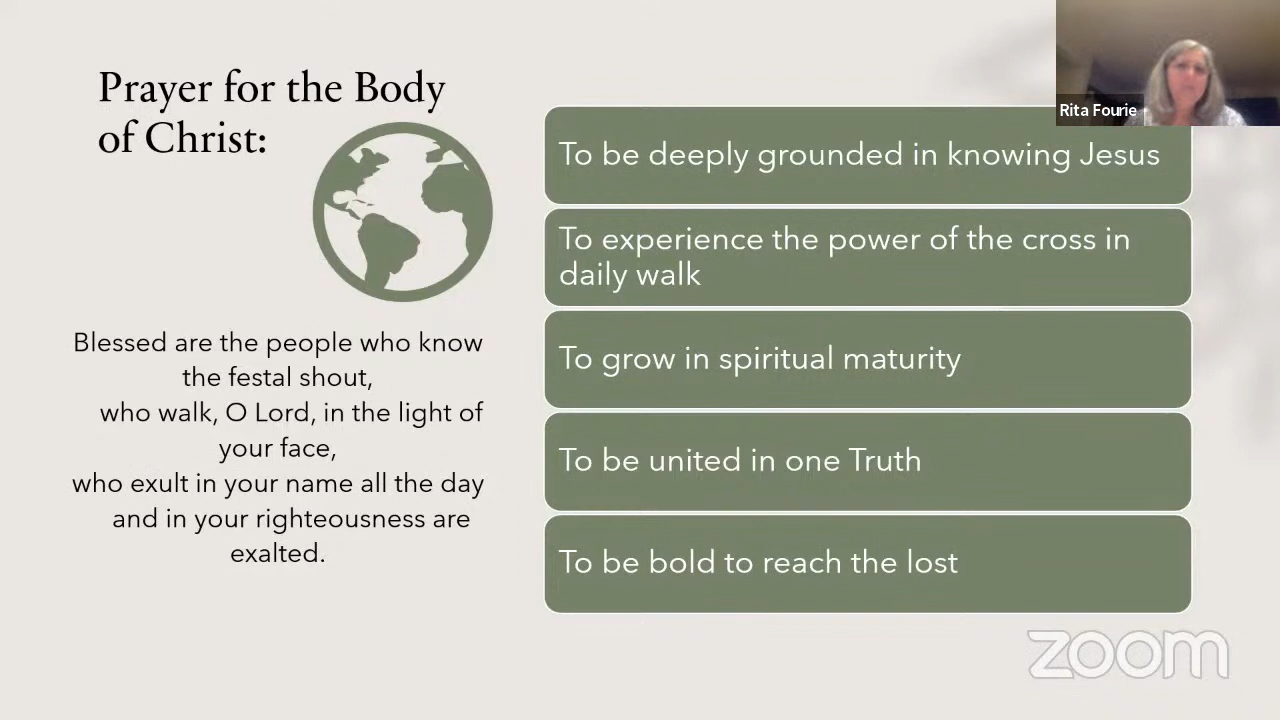 Prayer for the Body
of Christ:
Blessed are the people who know
the festal shout,
who walk, O Lord, in the light of
your face,
who exult in your name all the day
and in your righteousness are
exalted.
Rita Fourie
To be deeply grounded in knowing Jesus
To experience the power of the cross in
daily walk
To grow in spiritual maturity
To be united in one Truth
To be bold to reach the lost
zoom